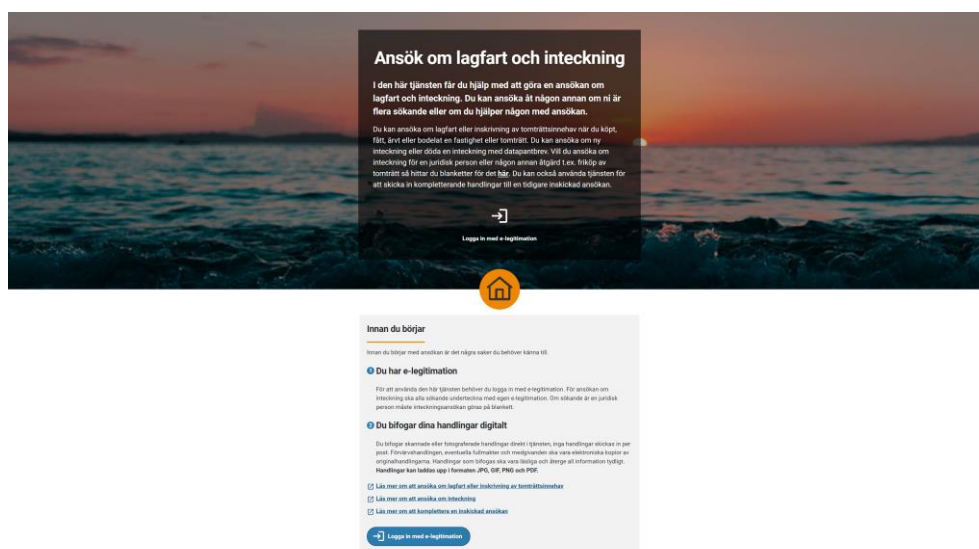 Ansök om lagfart och inteckning
I den här tjänsten får du hjälp med att göra en ansökan om
lagfart och inteckning. Du kan ansöka åt någon annan om ni är
flera sökande eller om du hjälper någon med ansökan.
Du kan ansöka om lagfart eller inskrivning av tomträttsinnehav när du köpt,
fått, ärvt eller bodelat en fastighet eller tomträtt. Du kan ansöka om ny
inteckning eller döda en inteckning med datapantbrev. Vill du ansöka om
inteckning för en juridisk person eller någon annan åtgärd t.ex. friköp av
tomträtt så hittar du blanketter för det här. Du kan också använda tjänsten för
att skicka in kompletterande handlingar till en tidigare inskickad ansökan.
Logga in med e-legitimation
Innan du börjar
Innan du börjar med ansökan är det några saker du behöver känna till.
1 Du har e-legitimation
För att använda den här tjänsten behöver du logga in med e-legitimation. För ansökan om
inteckning ska alla sökande underteckna med egen e-legitimation. Om sökande är en juridisk
person måste inteckningsansökan göras på blankett.
2 Du bifogar dina handlingar digitalt
Du bifogar skannade eller fotograferade handlingar direkt i tjänsten, inga handlingar skickas in per
post. Förvärvshandlingen, eventuella fullmakter och medgivanden ska vara elektroniska kopior av
originalhandlingarna. Handlingar som bifogas ska vara läsliga och återge all information tydligt.
Handlingar kan laddas upp i formaten JPG, GIF, PNG och PDF.
Läs mer om att ansöka om lagfart eller inskrivning av tomträttsinnehav
Läs mer om att ansöka om inteckning
Läs mer om att komplettera en inskickad ansökan
Logga in med e-legitimation